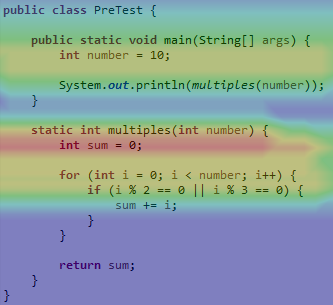 public class PreTest {
    public static void main(String[] args) {
        int number = 10;
        System.out.println(multiples(number));
    }
    static int multiples(int number) {
        int sum = 0;
        for (int i = 0; i < number; i++) {
            if (i % 2 == 0 || i % 3 == 0) {
                sum += i;
            }
        }
        return sum;
    }
}